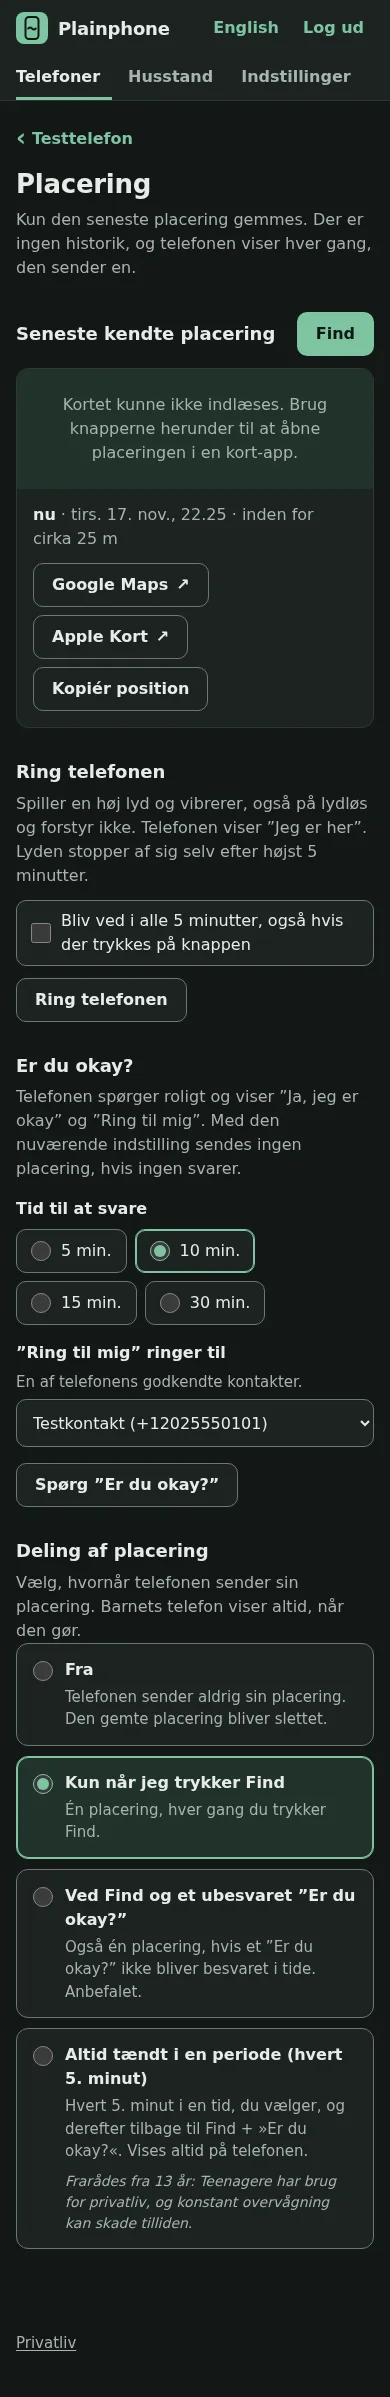 Plainphone
English
Log ud
Telefoner
Husstand
Indstillinger
‹ Testtelefon
Placering
Kun den seneste placering gemmes. Der er
ingen historik, og telefonen viser hver gang,
den sender en.
Seneste kendte placering
Find
Kortet kunne ikke indlæses. Brug
knapperne herunder til at åbne
placeringen i en kort-app.
nu · tirs. 17. nov., 22.25 · inden for
cirka 25 m
Google Maps ↗
Apple Kort ↗
Kopiér position
Ring telefonen
Spiller en høj lyd og vibrerer, også på lydløs
og forstyr ikke. Telefonen viser ”Jeg er her”.
Lyden stopper af sig selv efter højst 5
minutter.
Bliv ved i alle 5 minutter, også hvis
der trykkes på knappen
Ring telefonen
Er du okay?
Telefonen spørger roligt og viser ”Ja, jeg er
okay” og ”Ring til mig”. Med den
nuværende indstilling sendes ingen
placering, hvis ingen svarer.
Tid til at svare
5 min.
10 min.
15 min.
30 min.
”Ring til mig” ringer til
En af telefonens godkendte kontakter.
Testkontakt (+12025550101)
Spørg ”Er du okay?”
Deling af placering
Vælg, hvornår telefonen sender sin
placering. Barnets telefon viser altid, når
den gør.
Fra
Telefonen sender aldrig sin placering.
Den gemte placering bliver slettet.
Kun når jeg trykker Find
Én placering, hver gang du trykker
Find.
Ved Find og et ubesvaret ”Er du
okay?”
Også én placering, hvis et ”Er du
okay?” ikke bliver besvaret i tide.
Anbefalet.
Altid tændt i en periode (hvert
5. minut)
Hvert 5. minut i en tid, du vælger, og
derefter tilbage til Find + »Er du
okay?«. Vises altid på telefonen.
Frarådes fra 13 år: Teenagere har brug
for privatliv, og konstant overvågning
kan skade tilliden.
Privatliv